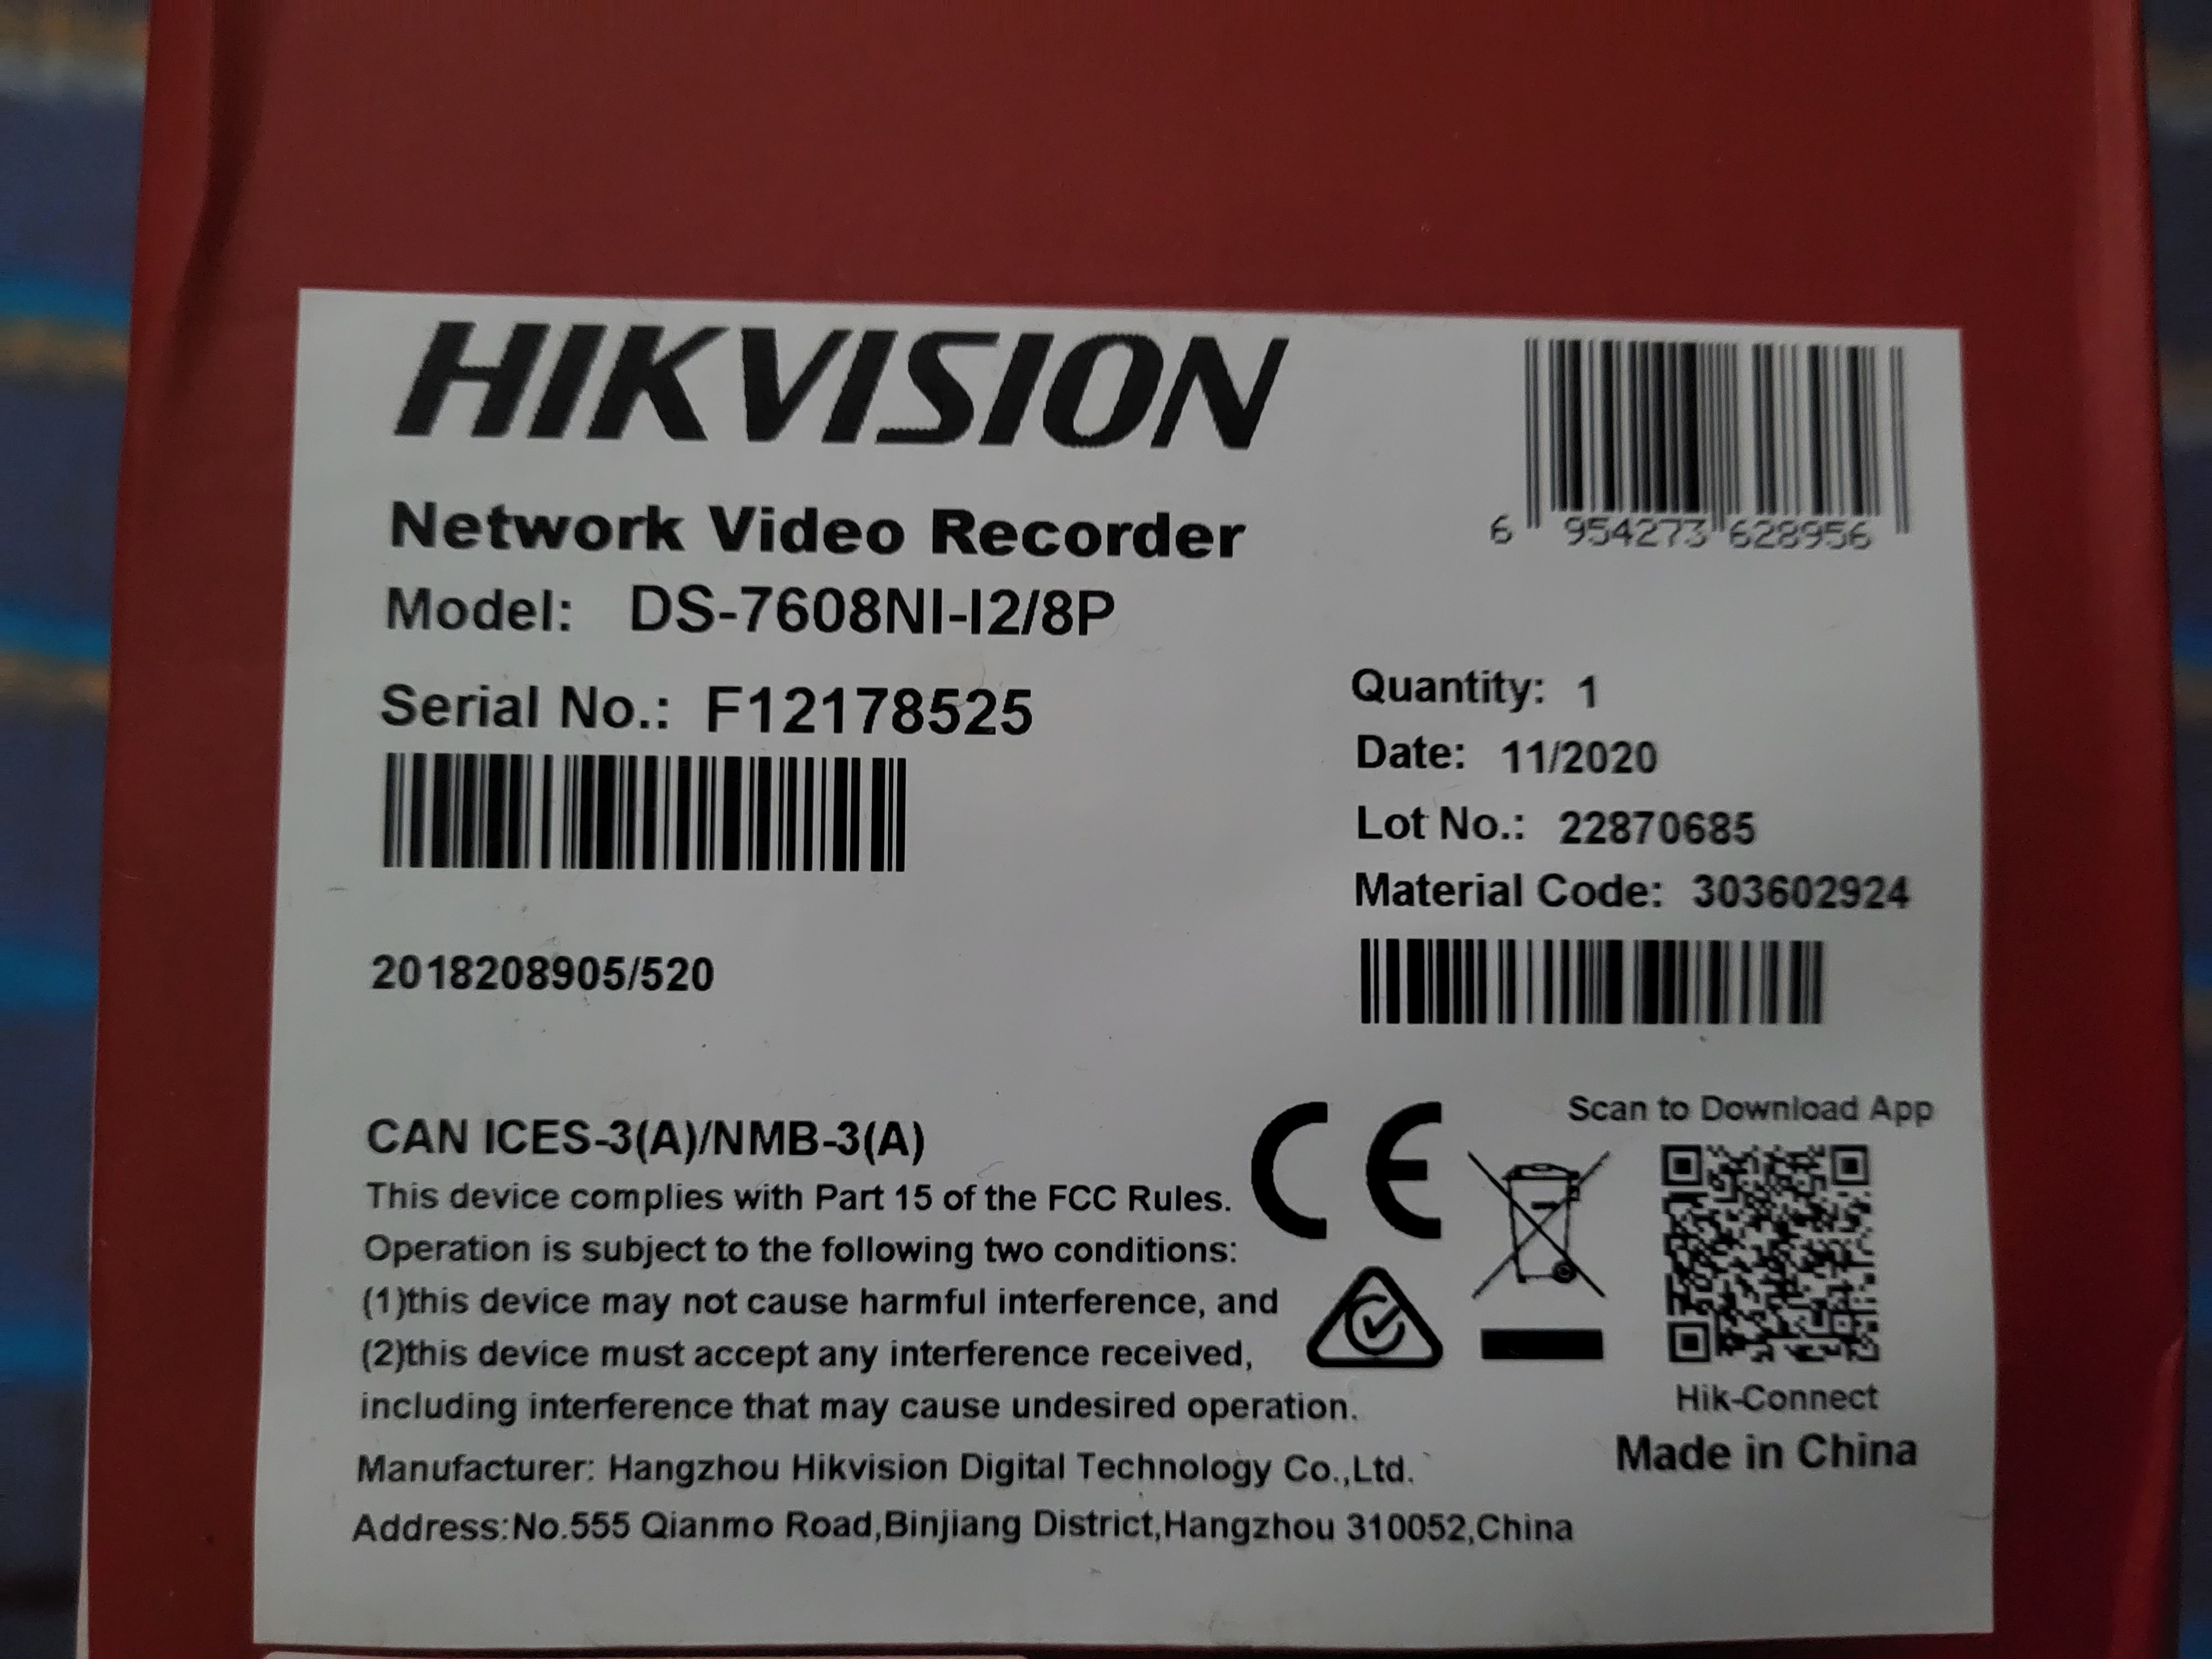 HIKVISION
6 954273 628956
Network Video Recorder
Model: DS-7608NI-I2/8P
Serial No.: F12178525
Quantity: 1
Date: 11/2020
Lot No.: 22870685
Material Code: 303602924
2018208905/520
Scan to Download App
CAN ICES-3(A)/NMB-3(A)
This device complies with Part 15 of the FCC Rules.
Operation is subject to the following two conditions:
(1)this device may not cause harmful interference, and
(2)this device must accept any interference received,
including interference that may cause undesired operation.
CE
Hik-Connect
Made in China
Manufacturer: Hangzhou Hikvision Digital Technology Co.,Ltd.
Address:No.555 Qianmo Road,Binjiang District,Hangzhou 310052,China